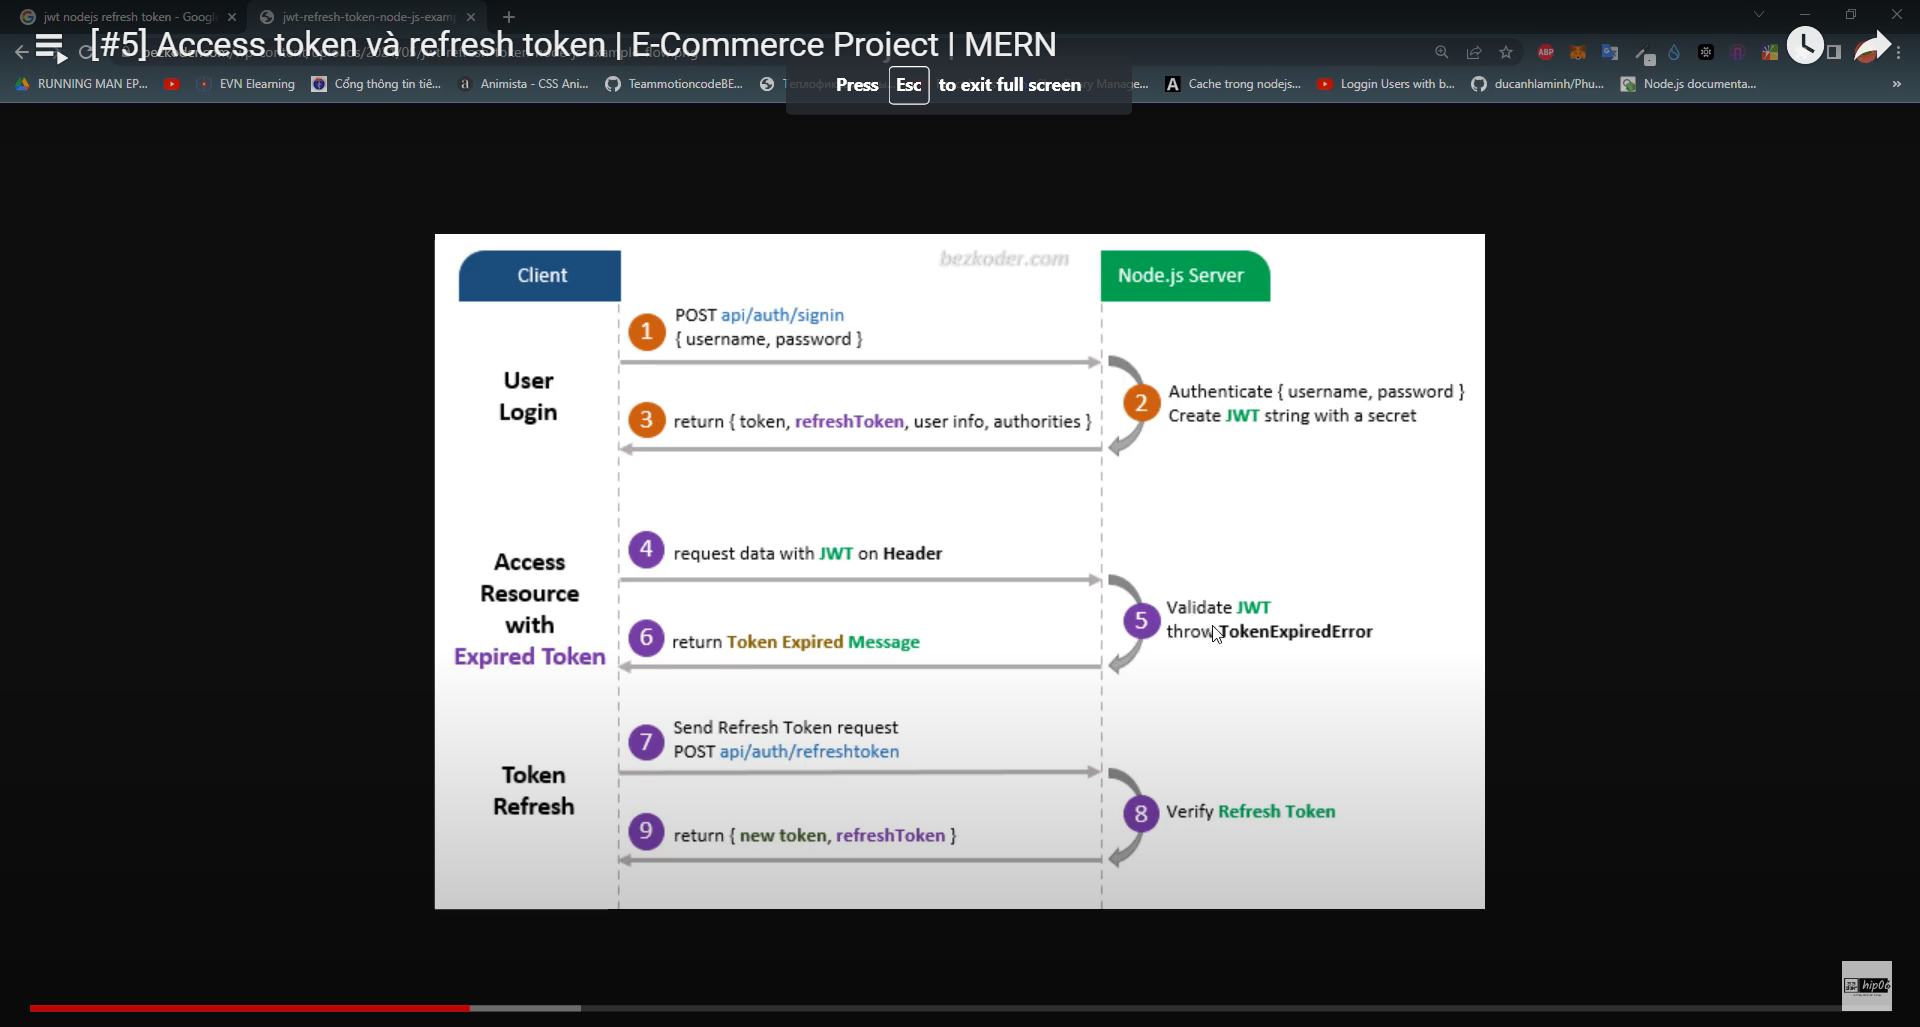 jwt nodejs refresh token - Googl
jwt-refresh-token-node-js-examp
[#5] Access token và refresh token | E-Commerce Project | MERN
RUNNING MAN EP...
EVN Elearning
Cổng thông tin tiê...
Animista - CSS Ani...
TeammotioncodeBE...
Press Esc to exit full screen
Manage...
Cache trong nodejs...
Loggin Users with b...
ducanhlaminh/Phu...
Node.js documenta...
»
ABP
bezkoder.com
Client
Node.js Server
1
POST api/auth/signin
{ username, password }
User
Login
2
Authenticate { username, password }
Create JWT string with a secret
3
return { token, refreshToken, user info, authorities }
4
request data with JWT on Header
Access
Resource
with
Expired Token
5
Validate JWT
throw TokenExpiredError
6
return Token Expired Message
7
Send Refresh Token request
POST api/auth/refreshtoken
Token
Refresh
8
Verify Refresh Token
9
return { new token, refreshToken }